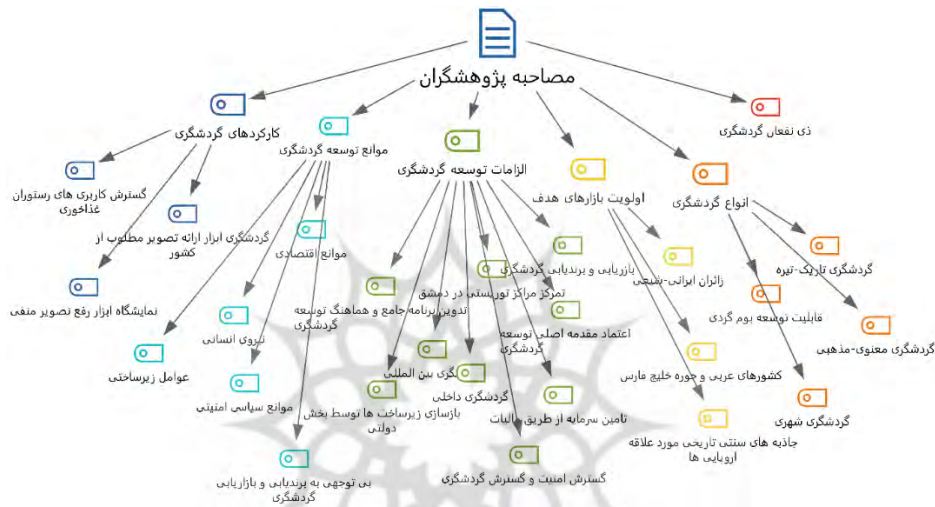 مصاحبه پژوهشگران
ذی نفعان گردشگری
کارکردهای گردشگری
موانع توسعه گردشگری
الزامات توسعه گردشگری
اولویت بازارهای هدف
انواع گردشگری
گسترش کاربری های رستوران
غذاخوری
گردشگری ابزار ارائه تصویر مطلوب از
کشور
موانع اقتصادی
بازریابی و برندیابی گردشگری
زائران ایرانی-شیعی
گردشگری تاریک-تیره
نمایشگاه ابزار رفع تصویر منفی
نیروی انسانی
تدوین برنامه جامع و هماهنگ توسعه
گردشگری
تمرکز مراکز توریستی در دمشق
اعتماد مقدمه اصلی توسعه
گردشگری
قابلیت توسعه بوم گردی
گردشگری معنوی-مذهبی
عوامل زیرساختی
گری بین المللی
گردشگری داخلی
کشورهای عربی و حوزه خلیج فارس
موانع سیاسی امنیتی
بازسازی زیرساخت ها توسط بخش
دولتی
تامین سرمایه از طریق مالیات
گردشگری شهری
جاذبه های سنتی تاریخی مورد علاقه
اروپایی ها
بی توجهی به برندیابی و بازاریابی
گردشگری
گسترش امنیت و گسترش گردشگری